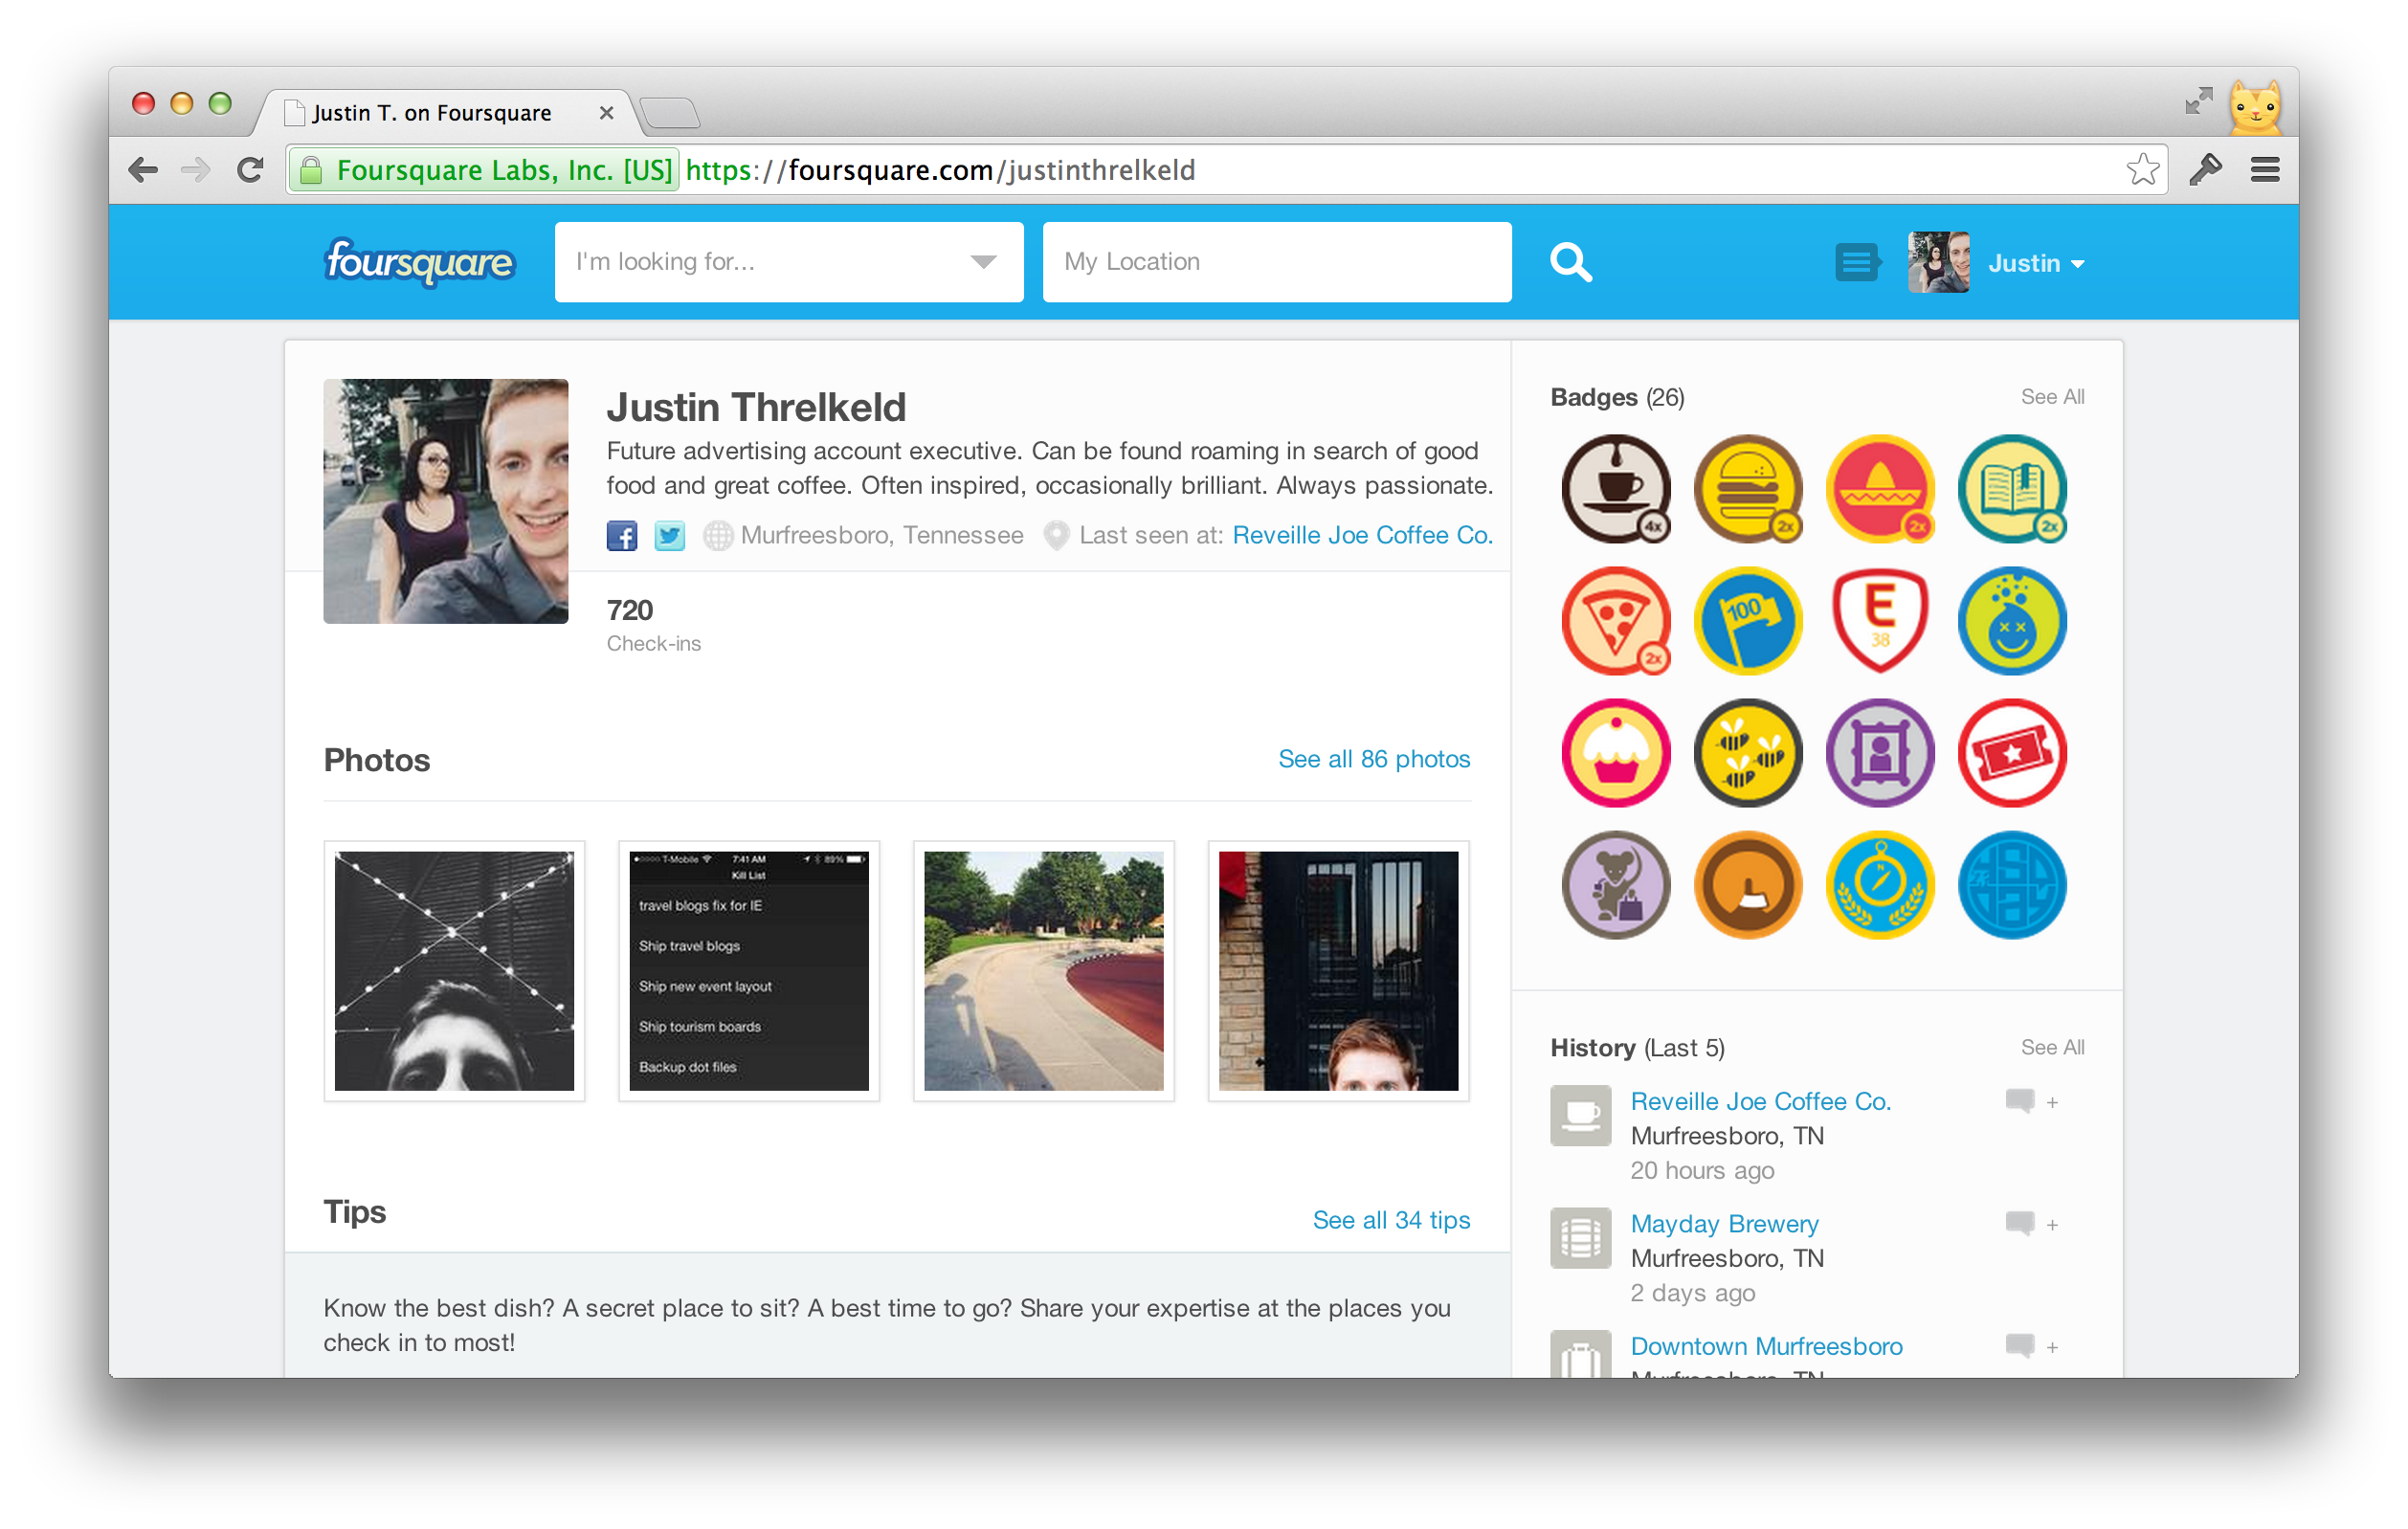 Justin T. on Foursquare
Foursquare Labs, Inc. [US] https://foursquare.com/justinthrelkeld
foursquare
I'm looking for...
My Location
Justin
Justin Threlkeld
Future advertising account executive. Can be found roaming in search of good
food and great coffee. Often inspired, occasionally brilliant. Always passionate.
Murfreesboro, Tennessee
Last seen at: Reveille Joe Coffee Co.
720
Check-ins
Photos
See all 86 photos
T-Mobile 7:41 AM 89%
Kill List
travel blogs fix for IE
Ship travel blogs
Ship new event layout
Ship tourism boards
Backup dot files
Tips
See all 34 tips
Know the best dish? A secret place to sit? A best time to go? Share your expertise at the places you
check in to most!
Badges (26)
See All
4x
2x
2x
2x
2x
100
E
38
History (Last 5)
See All
Reveille Joe Coffee Co.
+
Murfreesboro, TN
20 hours ago
Mayday Brewery
+
Murfreesboro, TN
2 days ago
Downtown Murfreesboro
+
Murfreesboro, TN